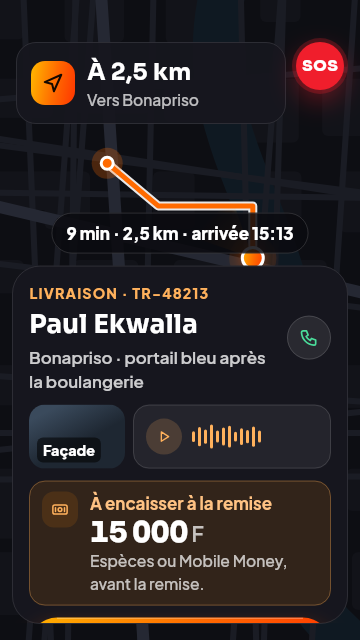 À 2,5 km
SOS
Vers Bonapriso
9 min · 2,5 km · arrivée 15:13
LIVRAISON · TR-48213
Paul Ekwalla
Bonapriso · portail bleu après
la boulangerie
Façade
À encaisser à la remise
15 000 F
Espèces ou Mobile Money,
avant la remise.